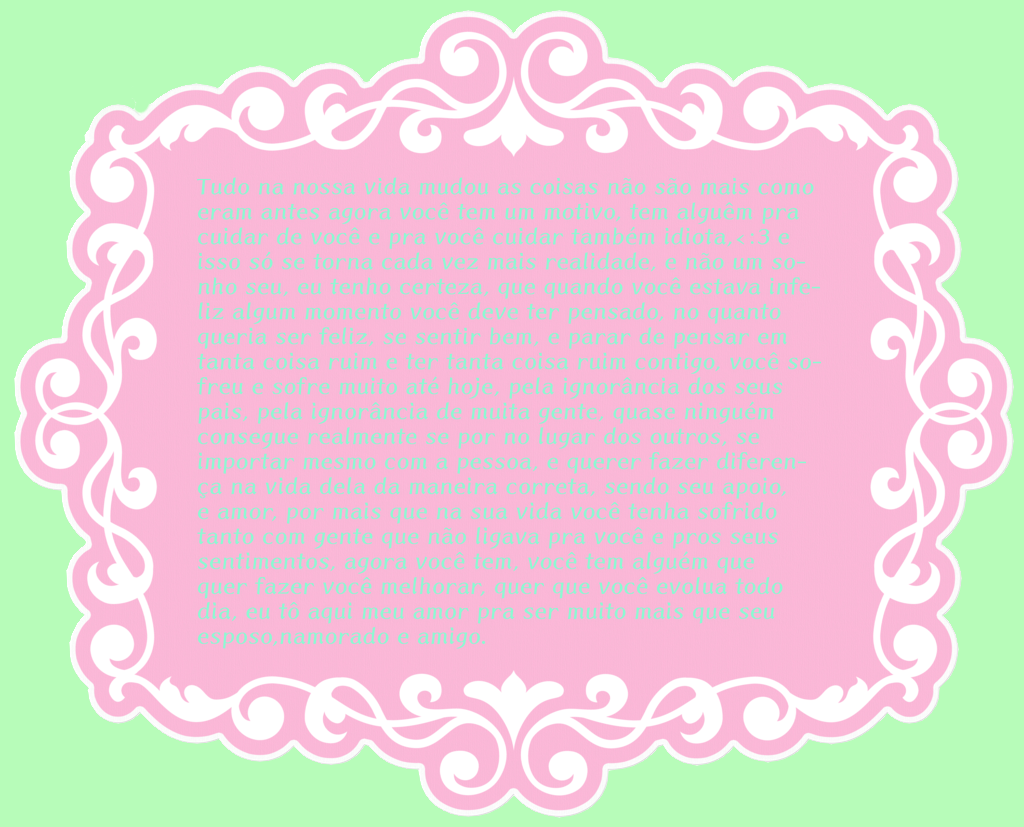 Tudo na nossa vida mudou as coisas não são mais como
eram antes agora você tem um motivo, tem alguém pra
cuidar de você e pra você cuidar também idiota.< :3 e
isso só se torna cada vez mais realidade, e não um so-
nho seu, eu tenho certeza, que quando você estava infe-
liz algum momento você deve ter pensado, no quanto
queria ser feliz, se sentir bem, e parar de pensar em
tanta coisa ruim e ter tanta coisa ruim contigo, você so-
freu e sofre muito até hoje, pela ignorância dos seus
pais, pela ignorância de muita gente, quase ninguém
consegue realmente se por no lugar dos outros, se
importar mesmo com a pessoa, e querer fazer diferen-
ça na vida dela da maneira correta, sendo seu apoio,
e amor, por mais que na sua vida você tenha sofrido
tanto com gente que não ligava pra você e pros seus
sentimentos, agora você tem, você tem alguém que
quer fazer você melhorar, quer que você evolua todo
dia, eu tô aqui meu amor pra ser muito mais que seu
esposo,namorado e amigo.